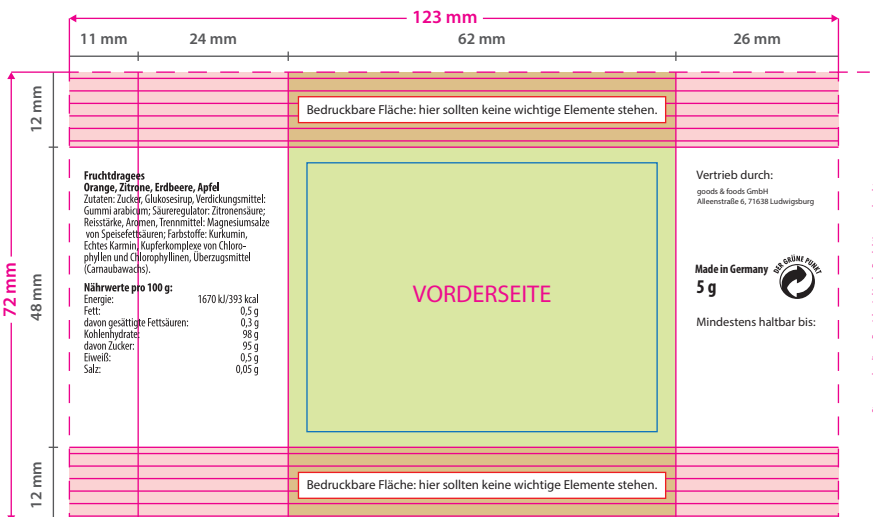 123 mm
11 mm
24 mm
62 mm
26 mm
12 mm
Bedruckbare Fläche: hier sollten keine wichtige Elemente stehen.
72 mm
48 mm
Fruchtdragees
Orange, Zitrone, Erdbeere, Apfel
Zutaten: Zucker, Glukosesirup, Verdickungsmittel:
Gummi arabicum; Säureregulator: Zitronensäure;
Reisstärke, Aromen, Trennmittel: Magnesiumsalze
von Speisefettsäuren; Farbstoffe: Kurkumin,
Echtes Karmin, Kupferkomplexe von Chloro-
phyllen und Chlorophyllinen, Überzugsmittel
(Carnaubawachs).
Nährwerte pro 100 g:
Energie: 1670 kJ/393 kcal
Fett: 0,5 g
davon gesättigte Fettsäuren: 0,3 g
Kohlenhydrate: 98 g
davon Zucker: 95 g
Eiweiß: 0,5 g
Salz: 0,05 g
VORDERSEITE
Vertrieb durch:
goods & foods GmbH
Alleenstraße 6, 71638 Ludwigsburg
Made in Germany
5 g
DER GRÜNE PUNKT
Mindestens haltbar bis:
12 mm
Bedruckbare Fläche: hier sollten keine wichtige Elemente stehen.